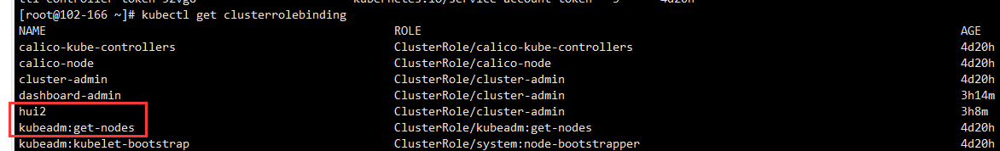 [root@102-166 ~]# kubectl get clusterrolebinding
NAME ROLE AGE
calico-kube-controllers ClusterRole/calico-kube-controllers 4d20h
calico-node ClusterRole/calico-node 4d20h
cluster-admin ClusterRole/cluster-admin 4d20h
dashboard-admin ClusterRole/cluster-admin 3h14m
hui2 ClusterRole/cluster-admin 3h8m
kubeadm:get-nodes ClusterRole/kubeadm:get-nodes 4d20h
kubeadm:kubelet-bootstrap ClusterRole/system:node-bootstrapper 4d20h